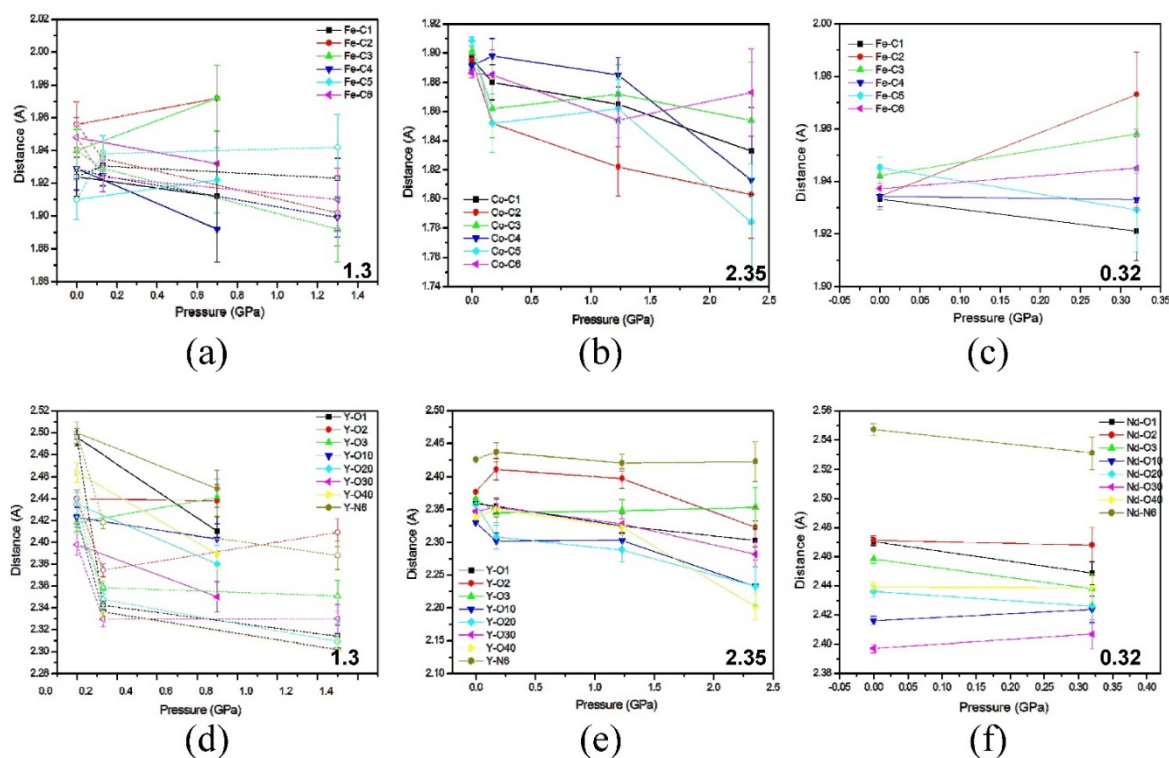 2.02
2.00
1.98
1.96
1.94
1.92
1.90
1.88
1.86
Distance (A)
Fe-C1
Fe-C2
Fe-C3
Fe-C4
Fe-C5
Fe-C6
1.3
0.0 0.2 0.4 0.6 0.8 1.0 1.2 1.4
Pressure (GPa)
(a)
1.92
1.90
1.88
1.86
1.84
1.82
1.80
1.78
1.76
1.74
Distance (A)
Co-C1
Co-C2
Co-C3
Co-C4
Co-C5
Co-C6
2.35
0.0 0.5 1.0 1.5 2.0 2.5
Pressure (GPa)
(b)
2.00
1.98
1.96
1.94
1.92
1.90
Distance (A)
Fe-C1
Fe-C2
Fe-C3
Fe-C4
Fe-C5
Fe-C6
0.32
-0.05 0.00 0.05 0.10 0.15 0.20 0.25 0.30 0.35
Pressure (GPa)
(c)
2.52
2.50
2.48
2.46
2.44
2.42
2.40
2.38
2.36
2.34
2.32
2.30
2.28
Distance (A)
Y-O1
Y-O2
Y-O3
Y-O10
Y-O20
Y-O30
Y-O40
Y-N6
1.3
0.0 0.2 0.4 0.6 0.8 1.0 1.2 1.4 1.6
Pressure (GPa)
(d)
2.50
2.45
2.40
2.35
2.30
2.25
2.20
2.15
2.10
Distance (A)
Y-O1
Y-O2
Y-O3
Y-O10
Y-O20
Y-O30
Y-O40
Y-N6
2.35
0.0 0.5 1.0 1.5 2.0 2.5
Pressure (GPa)
(e)
2.56
2.54
2.52
2.50
2.48
2.46
2.44
2.42
2.40
2.38
Distance (A)
Nd-O1
Nd-O2
Nd-O3
Nd-O10
Nd-O20
Nd-O30
Nd-O40
Nd-N6
0.32
-0.05 0.00 0.05 0.10 0.15 0.20 0.25 0.30 0.35
Pressure (GPa)
(f)